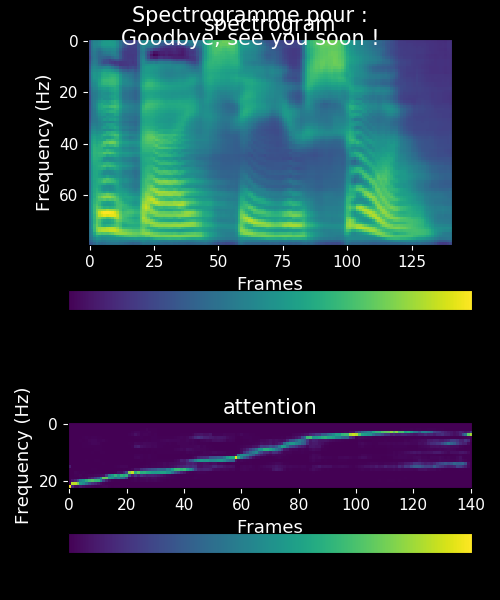 Spectrogramme pour :
spectrogram
Goodbye, see you soon !
0
20
40
60
Frequency (Hz)
0 25 50 75 100 125
Frames
attention
0
20
Frequency (Hz)
0 20 40 60 80 100 120 140
Frames